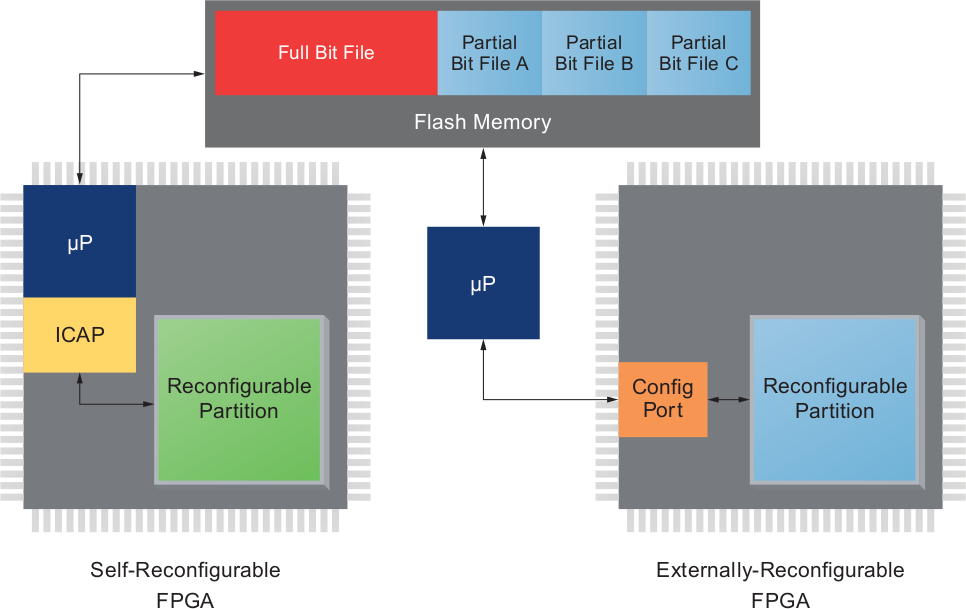 Full Bit File
Partial
Bit File A
Partial
Bit File B
Partial
Bit File C
Flash Memory
µP
ICAP
Reconfigurable
Partition
µP
Config
Port
Reconfigurable
Partition
Self-Reconfigurable
FPGA
Externally-Reconfigurable
FPGA